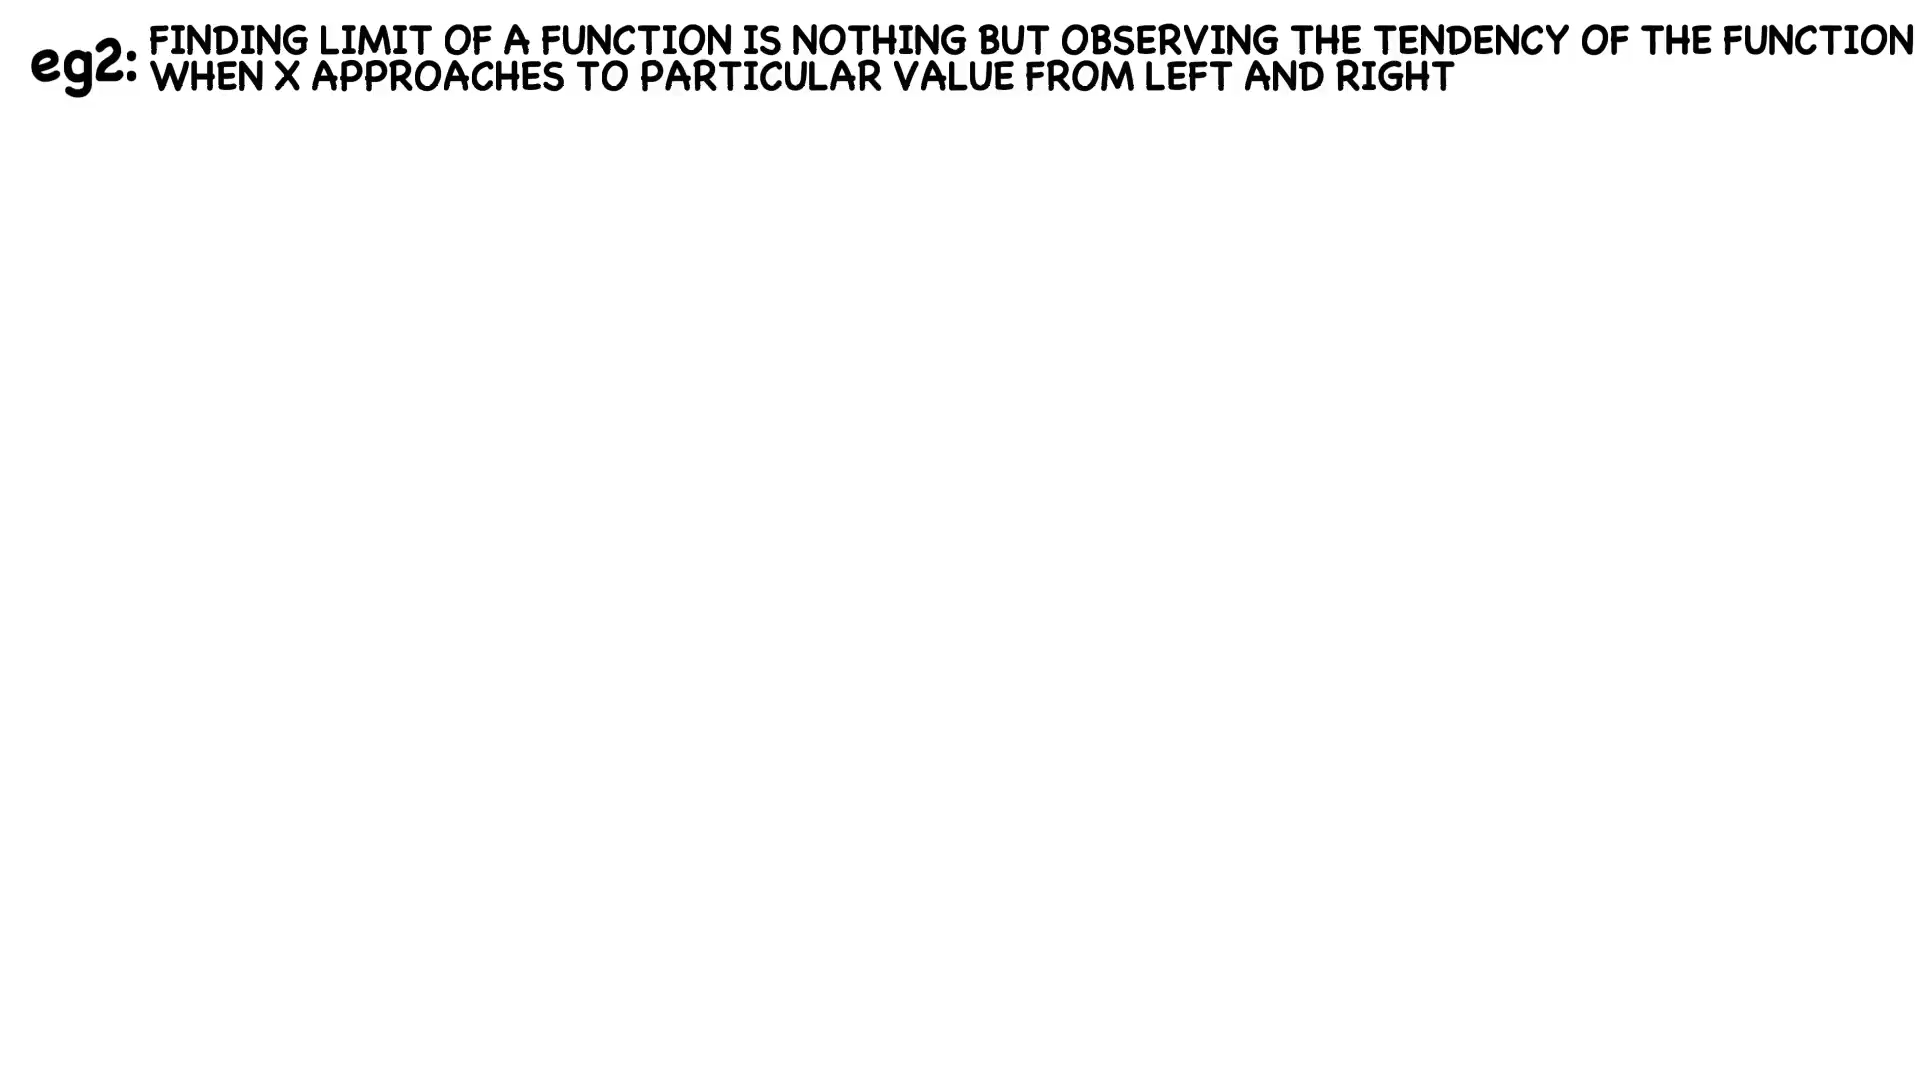 eg2: FINDING LIMIT OF A FUNCTION IS NOTHING BUT OBSERVING THE TENDENCY OF THE FUNCTION
WHEN X APPROACHES TO PARTICULAR VALUE FROM LEFT AND RIGHT